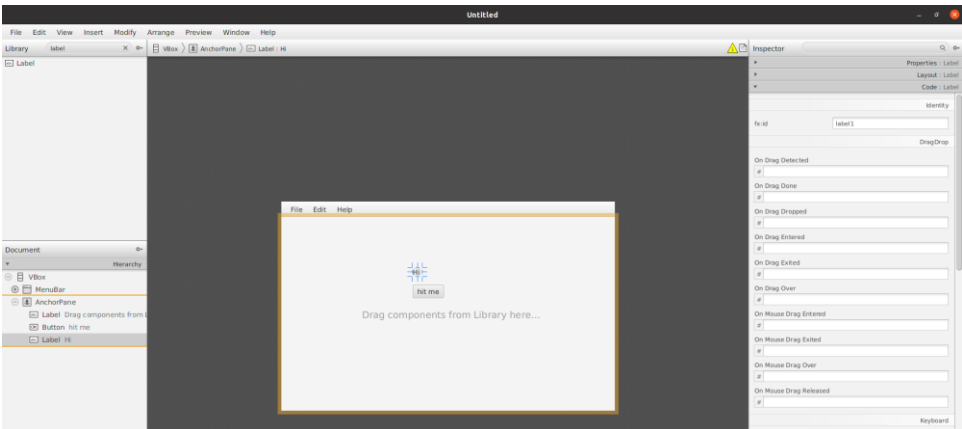 Untitled
File Edit View Insert Modify Arrange Preview Window Help
Library label
VBox AnchorPane Label : Hi
Inspector
Label
Properties : Label
Layout : Label
Code : Label
Identity
fx:id label1
DragDrop
On Drag Detected
#
On Drag Done
#
On Drag Dropped
#
On Drag Entered
#
On Drag Exited
#
On Drag Over
#
On Mouse Drag Entered
#
On Mouse Drag Exited
#
On Mouse Drag Over
#
On Mouse Drag Released
#
Keyboard
File Edit Help
Hi
hit me
Drag components from Library here...
Document
Hierarchy
VBox
MenuBar
AnchorPane
Label Drag components from L
Button hit me
Label Hi